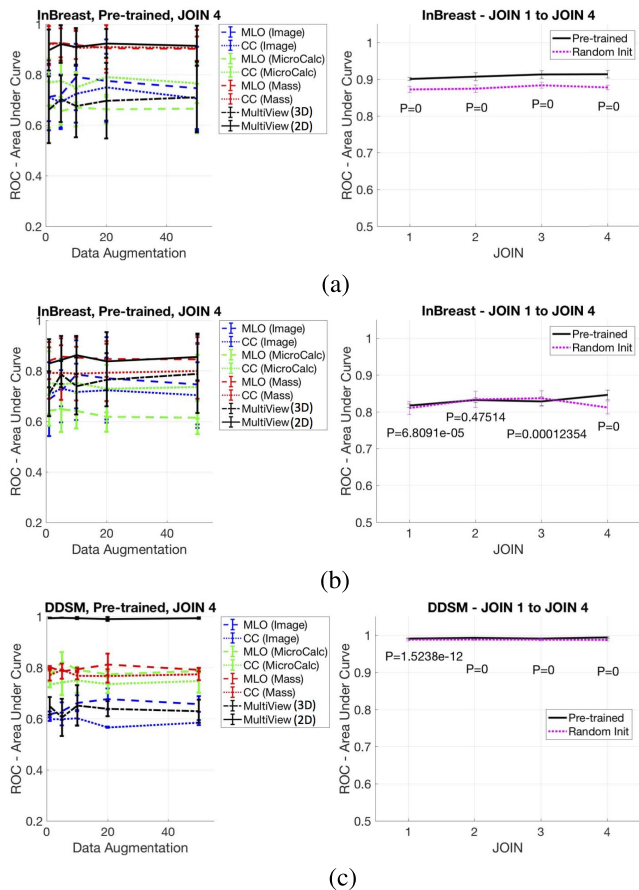 InBreast, Pre-trained, JOIN 4
ROC - Area Under Curve
1
0.8
0.6
0.4
0.2
0
20
40
Data Augmentation
MLO (Image)
CC (Image)
MLO (MicroCalc)
CC (MicroCalc)
MLO (Mass)
CC (Mass)
MultiView (3D)
MultiView (2D)
InBreast - JOIN 1 to JOIN 4
ROC - Area Under Curve
1
0.9
0.8
0.7
0.6
0.5
Pre-trained
Random Init
P=0
P=0
P=0
P=0
1
2
3
4
JOIN
(a)
InBreast, Pre-trained, JOIN 4
ROC - Area Under Curve
1
0.8
0.6
0.4
0.2
0
20
40
Data Augmentation
MLO (Image)
CC (Image)
MLO (MicroCalc)
CC (MicroCalc)
MLO (Mass)
CC (Mass)
MultiView (3D)
MultiView (2D)
InBreast - JOIN 1 to JOIN 4
ROC - Area Under Curve
1
0.9
0.8
0.7
0.6
0.5
Pre-trained
Random Init
P=6.8091e-05
P=0.47514
P=0.00012354
P=0
1
2
3
4
JOIN
(b)
DDSM, Pre-trained, JOIN 4
ROC - Area Under Curve
1
0.8
0.6
0.4
0.2
0
20
40
Data Augmentation
MLO (Image)
CC (Image)
MLO (MicroCalc)
CC (MicroCalc)
MLO (Mass)
CC (Mass)
MultiView (3D)
MultiView (2D)
DDSM - JOIN 1 to JOIN 4
ROC - Area Under Curve
1
0.9
0.8
0.7
0.6
0.5
P=1.5238e-12
P=0
P=0
P=0
Pre-trained
Random Init
1
2
3
4
JOIN
(c)